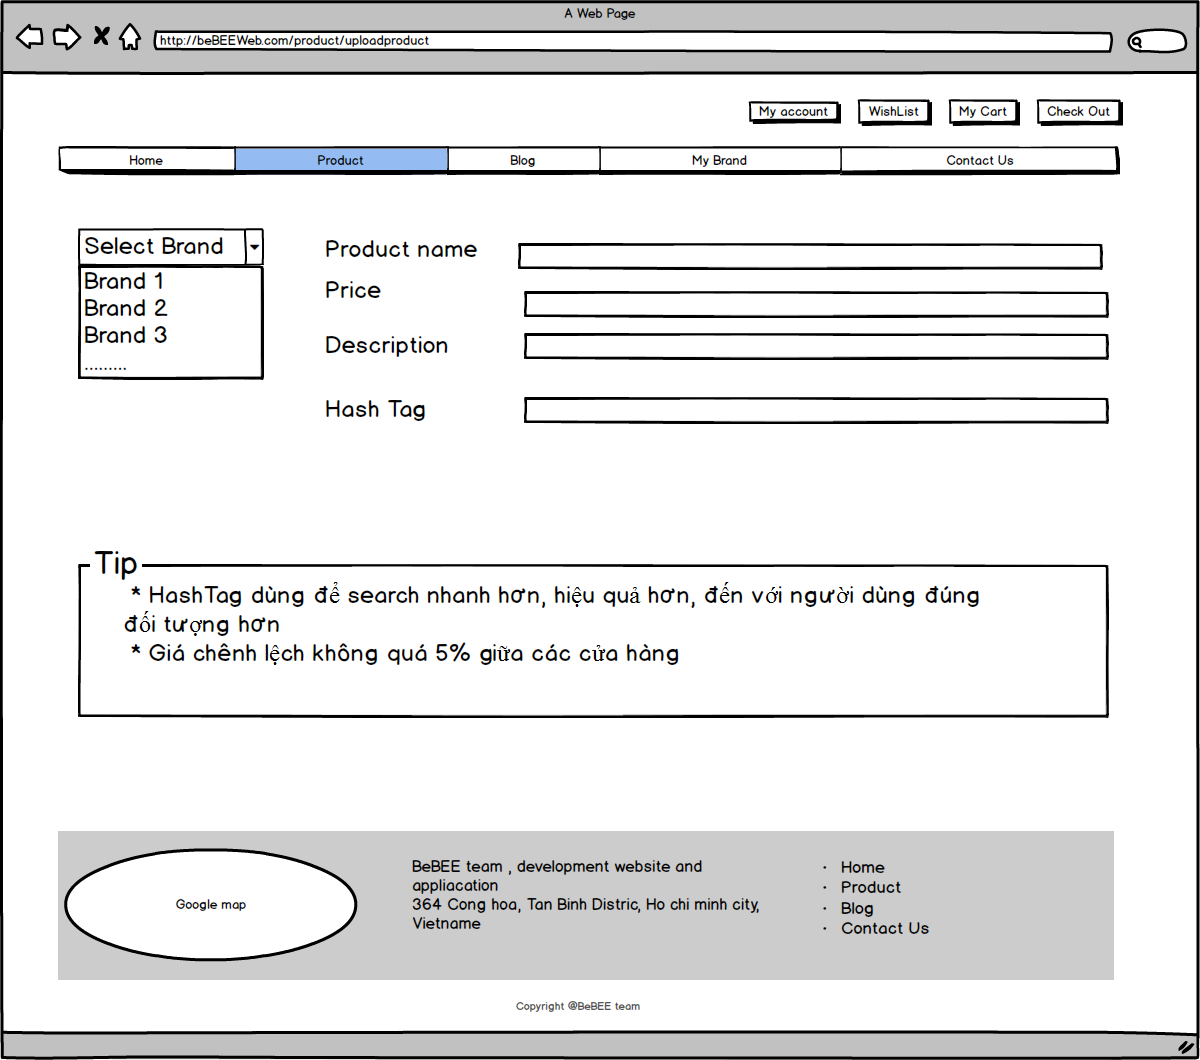 A Web Page
http://beBEEWeb.com/product/uploadproduct
My account WishList My Cart Check Out
Home Product Blog My Brand Contact Us
Select Brand
Brand 1
Brand 2
Brand 3
.........
Product name
Price
Description
Hash Tag
Tip
* HashTag dùng để search nhanh hơn, hiệu quả hơn, đến với người dùng đúng
đối tượng hơn
* Giá chênh lệch không quá 5% giữa các cửa hàng
Google map
BeBEE team , development website and
appliacation
364 Cong hoa, Tan Binh Distric, Ho chi minh city,
Vietname
· Home
· Product
· Blog
· Contact Us
Copyright @BeBEE team